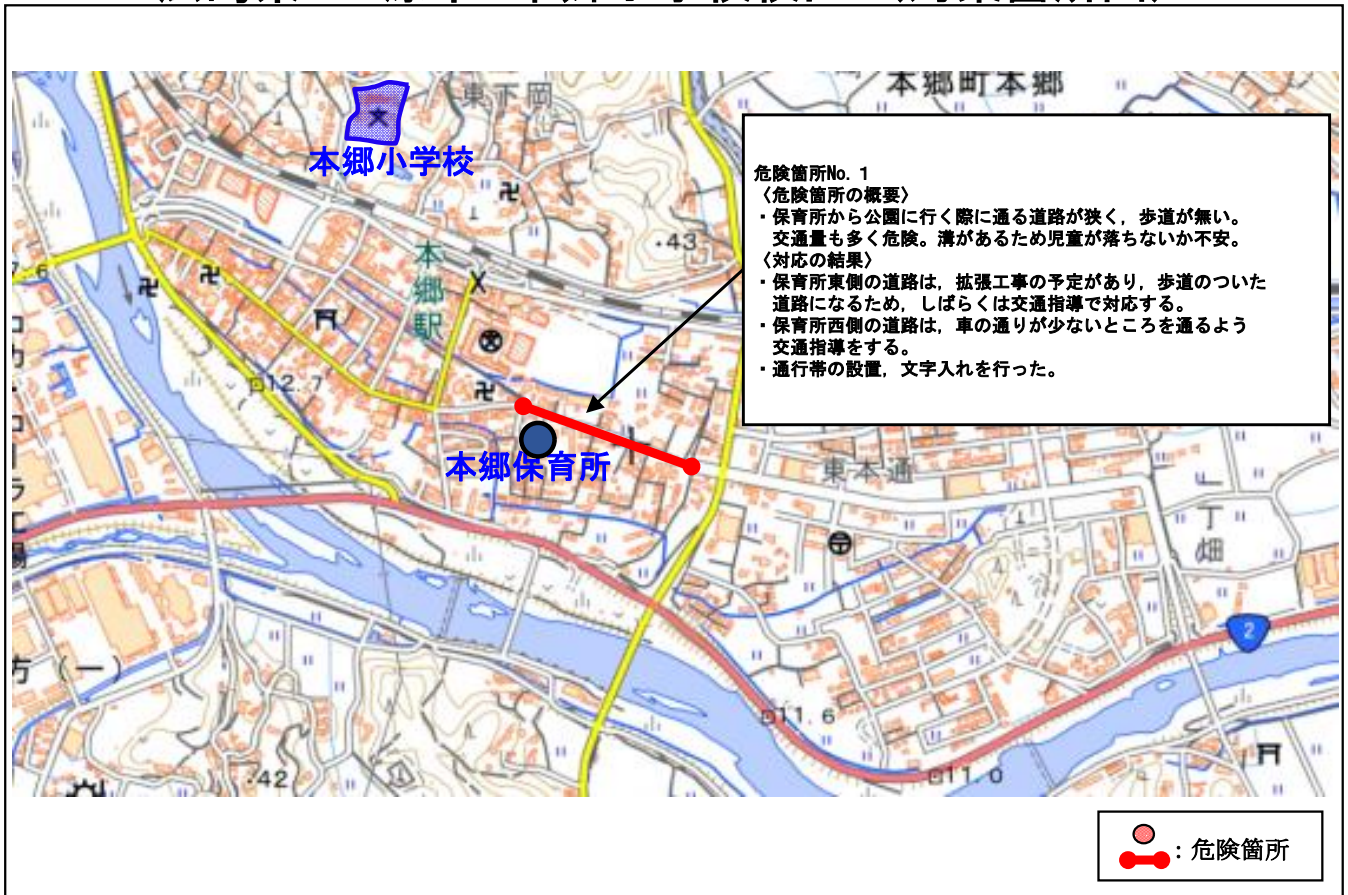 本郷町本郷
東下岡
本郷小学校
危険箇所No. 1
〈危険箇所の概要〉
・保育所から公園に行く際に通る道路が狭く，歩道が無い。
交通量も多く危険。溝があるため児童が落ちないか不安。
〈対応の結果〉
・保育所東側の道路は，拡張工事の予定があり，歩道のついた
道路になるため，しばらくは交通指導で対応する。
・保育所西側の道路は，車の通りが少ないところを通るよう
交通指導をする。
・通行帯の設置，文字入れを行った。
・43
7.6
本郷駅
12.7
本郷保育所
東本通
丁畑
2
方（一）
11.6
・42
11.0
：危険箇所